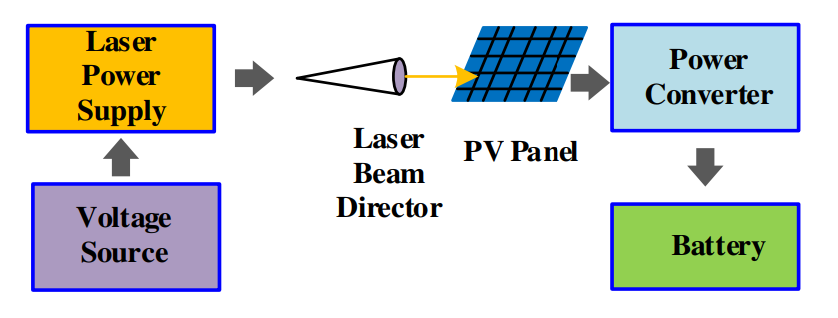 Laser
Power
Supply
Voltage
Source
Laser
Beam
Director
PV Panel
Power
Converter
Battery